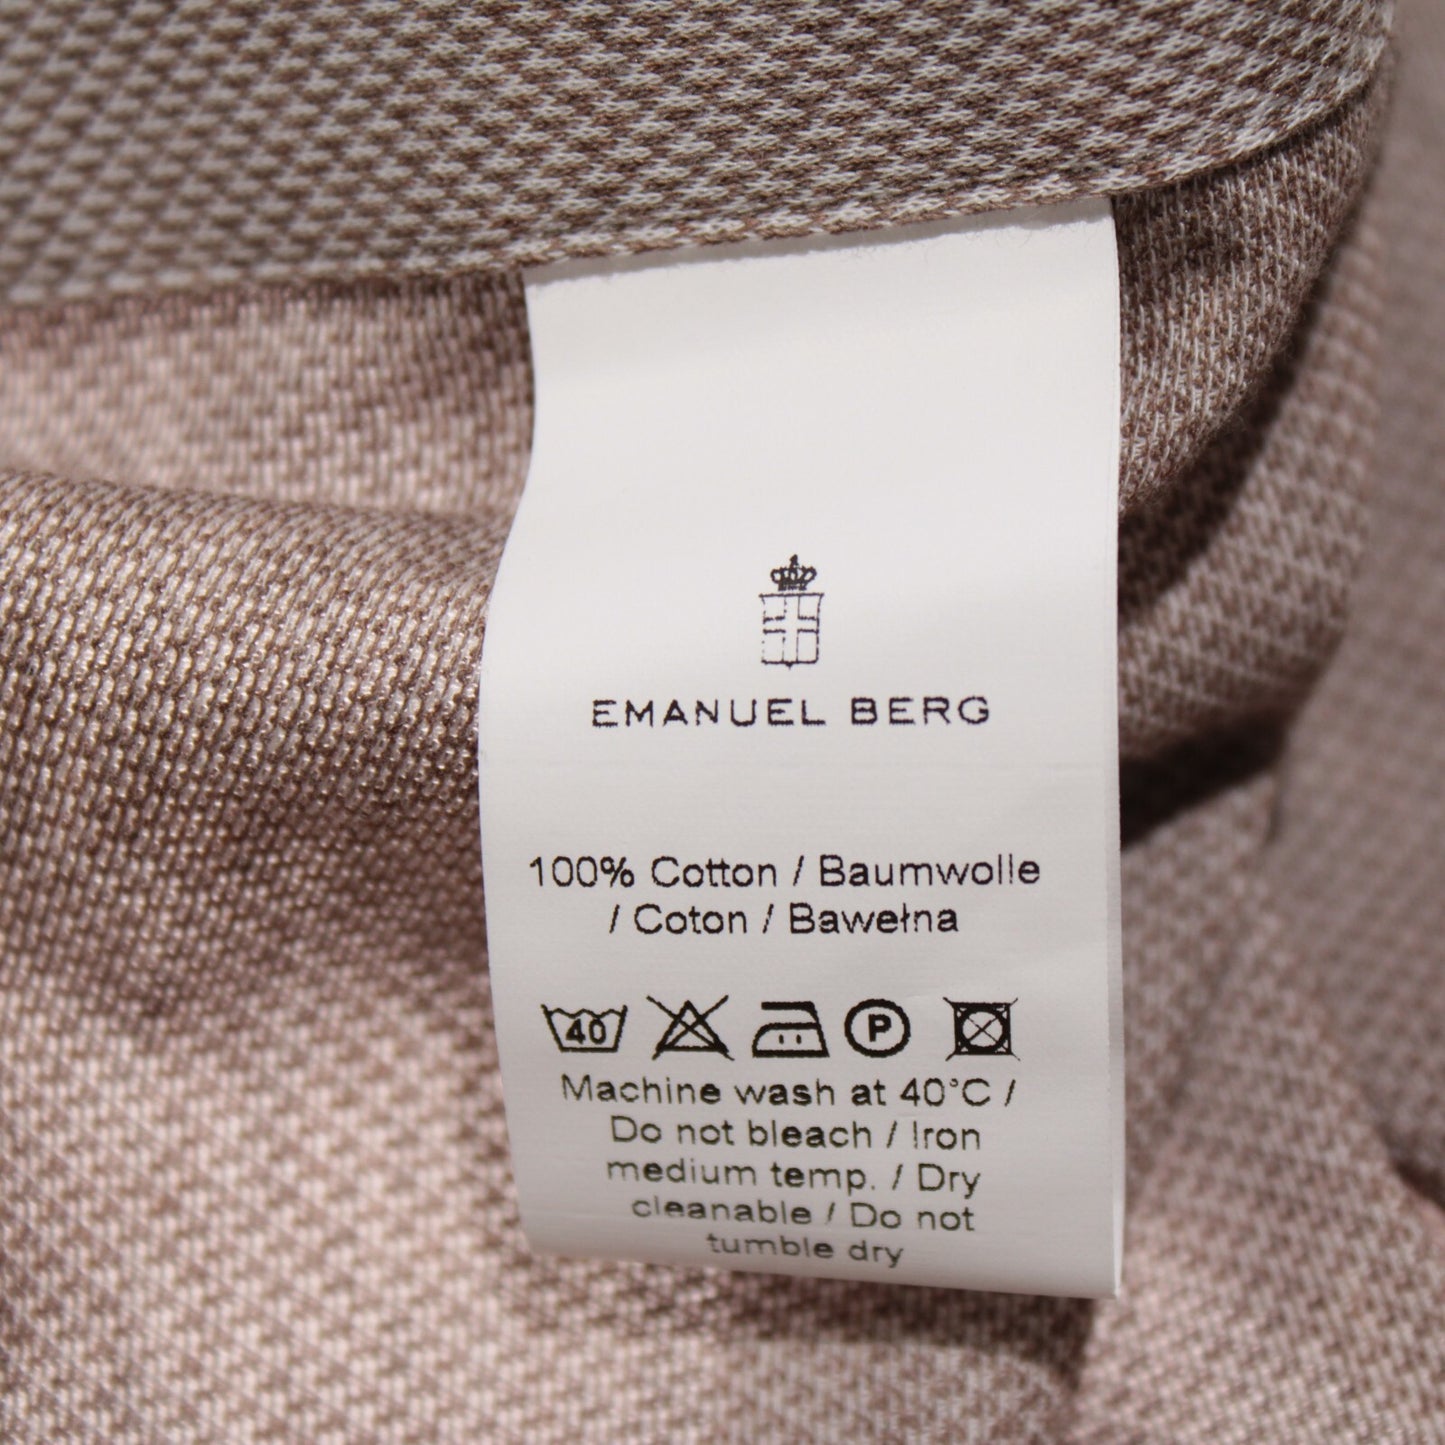 EMANUEL BERG
100% Cotton / Baumwolle
/ Coton / Bawełna
40 P
Machine wash at 40°C /
Do not bleach / Iron
medium temp. / Dry
cleanable / Do not
tumble dry